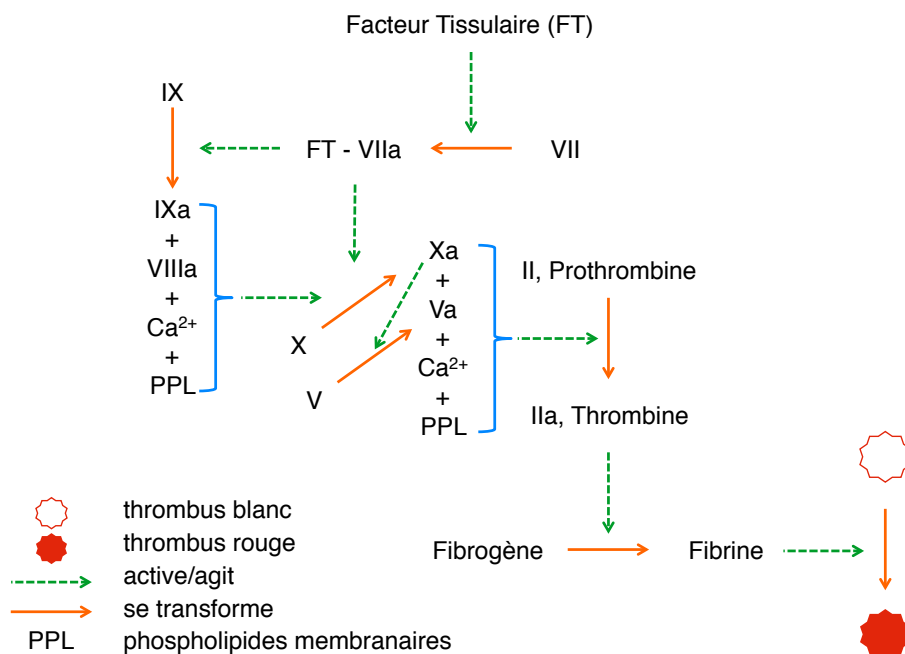 Facteur Tissulaire (FT)
IX
FT - VIIa
VII
IXa
+
VIIIa
+
Ca²⁺
+
PPL
X
V
Xa
+
Va
+
Ca²⁺
+
PPL
II, Prothrombine
IIa, Thrombine
Fibrogène
Fibrine
thrombus blanc
thrombus rouge
active/agit
se transforme
PPL phospholipides membranaires